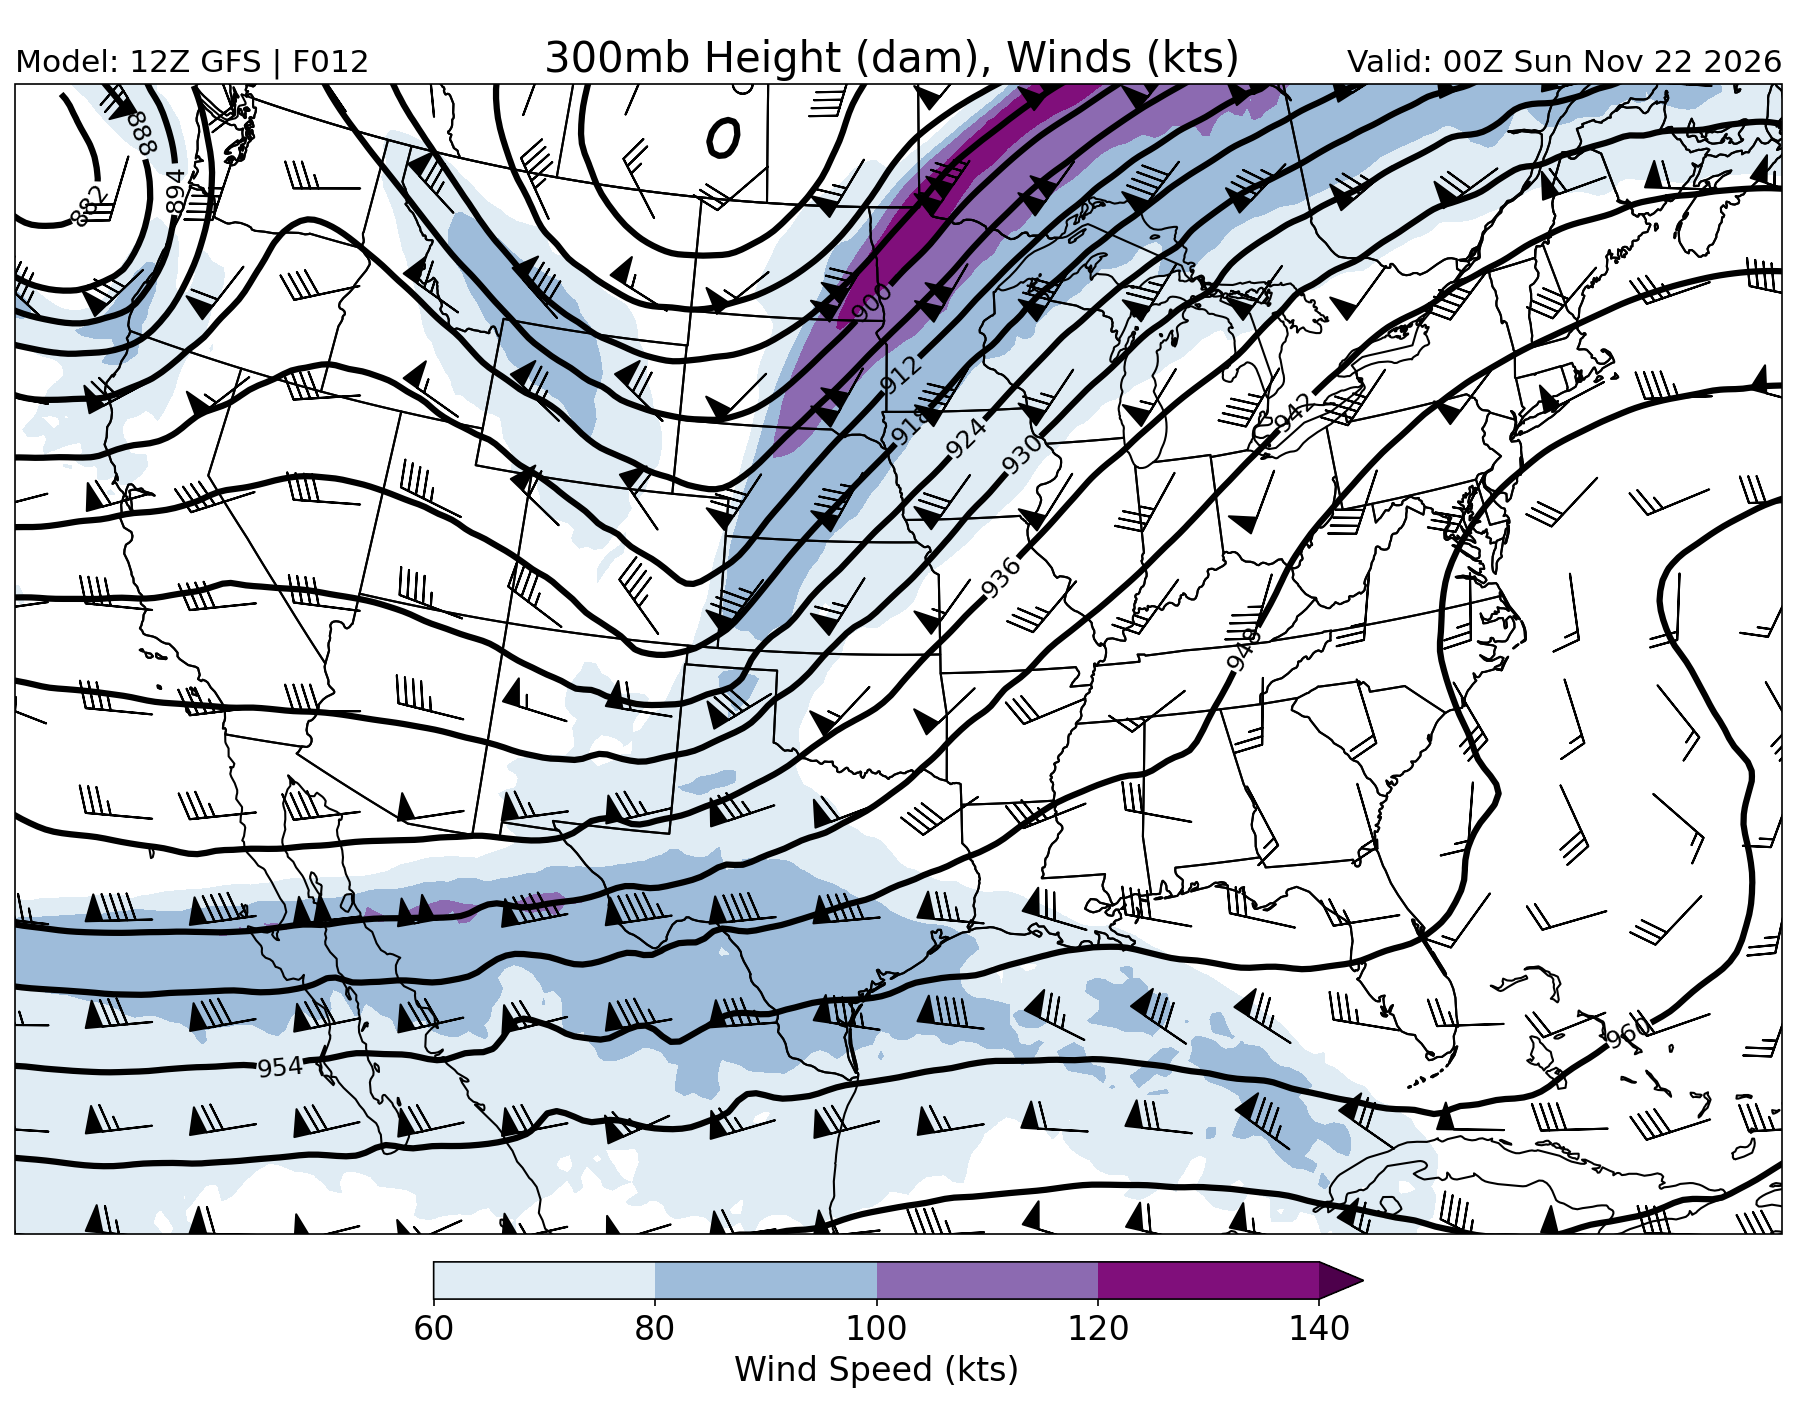 Model: 12Z GFS | F012
300mb Height (dam), Winds (kts)
Valid: 00Z Sun Nov 22 2026
888
882
894
900
912
918
924
930
942
936
948
954
960
60 80 100 120 140
Wind Speed (kts)